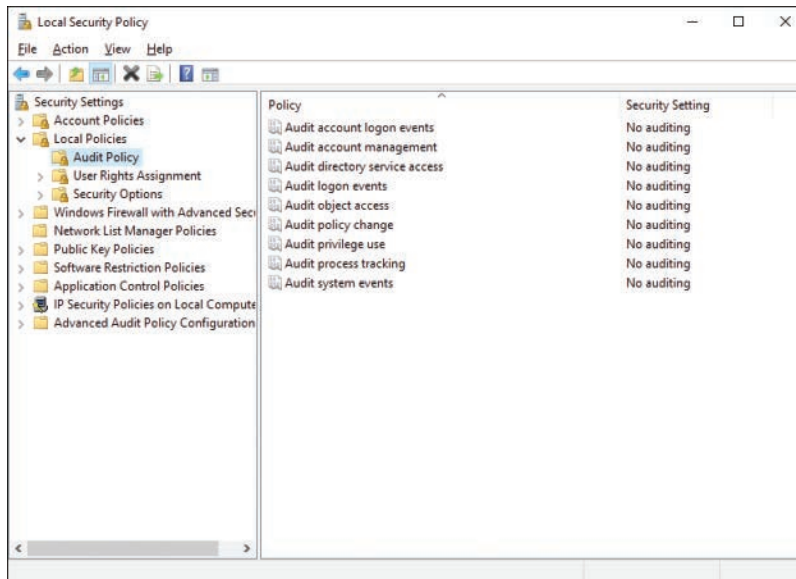 Local Security Policy
File Action View Help
Security Settings
Account Policies
Local Policies
Audit Policy
User Rights Assignment
Security Options
Windows Firewall with Advanced Secu
Network List Manager Policies
Public Key Policies
Software Restriction Policies
Application Control Policies
IP Security Policies on Local Compute
Advanced Audit Policy Configuration
Policy Security Setting
Audit account logon events No auditing
Audit account management No auditing
Audit directory service access No auditing
Audit logon events No auditing
Audit object access No auditing
Audit policy change No auditing
Audit privilege use No auditing
Audit process tracking No auditing
Audit system events No auditing